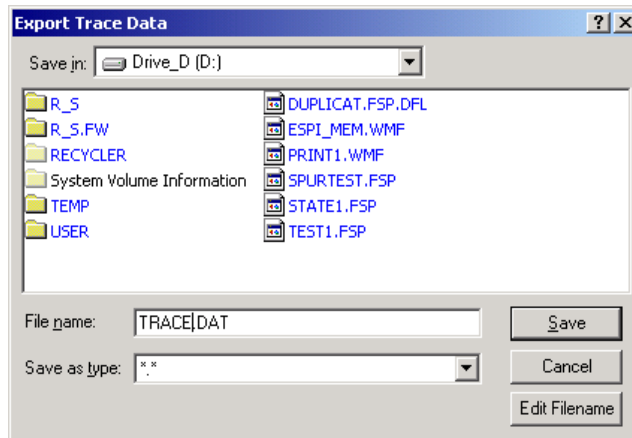 Export Trace Data
Save in: Drive_D (D:)
R_S
R_S.FW
RECYCLER
System Volume Information
TEMP
USER
DUPLICAT.FSP.DFL
ESPI_MEM.WMF
PRINT1.WMF
SPURTEST.FSP
STATE1.FSP
TEST1.FSP
File name: TRACE.DAT
Save
Save as type: *.*
Cancel
Edit Filename